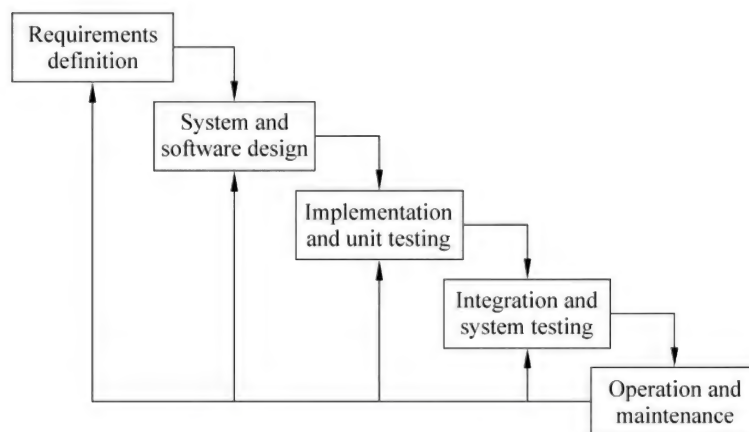 Requirements
definition
System and
software design
Implementation
and unit testing
Integration and
system testing
Operation and
maintenance